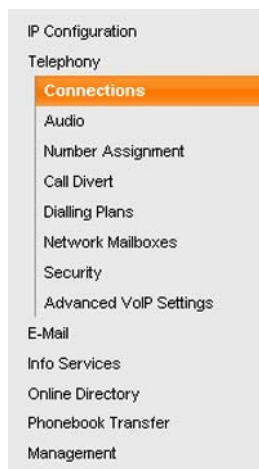 IP Configuration
Telephony
Connections
Audio
Number Assignment
Call Divert
Dialling Plans
Network Mailboxes
Security
Advanced VoIP Settings
E-Mail
Info Services
Online Directory
Phonebook Transfer
Management